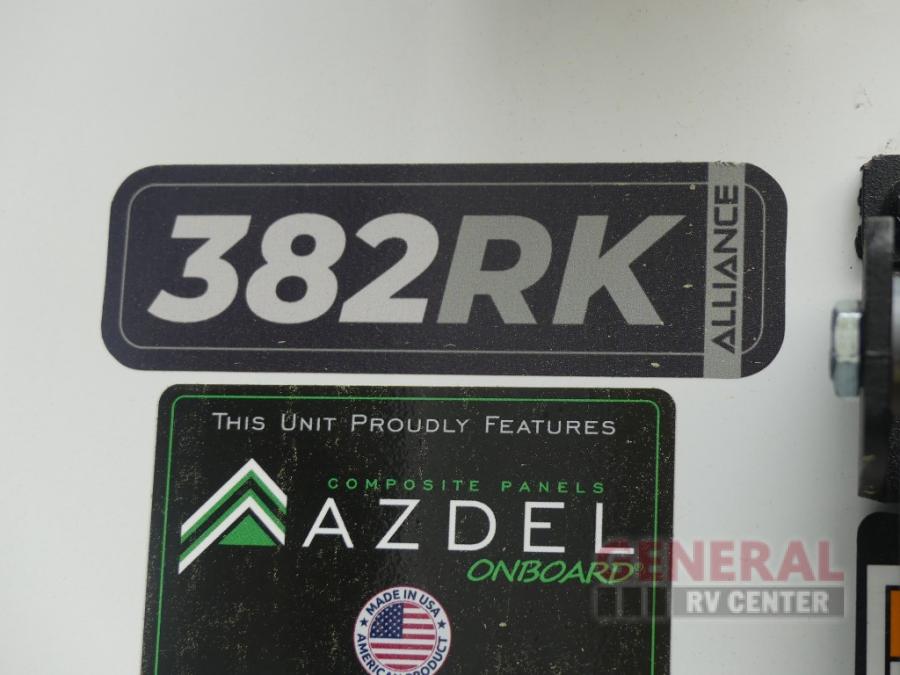 382RK
ALLIANCE
THIS UNIT PROUDLY FEATURES
COMPOSITE PANELS
AZDEL
ONBOARD®
MADE IN USA
AMERICAN PRODUCT
GENERAL
RV CENTER